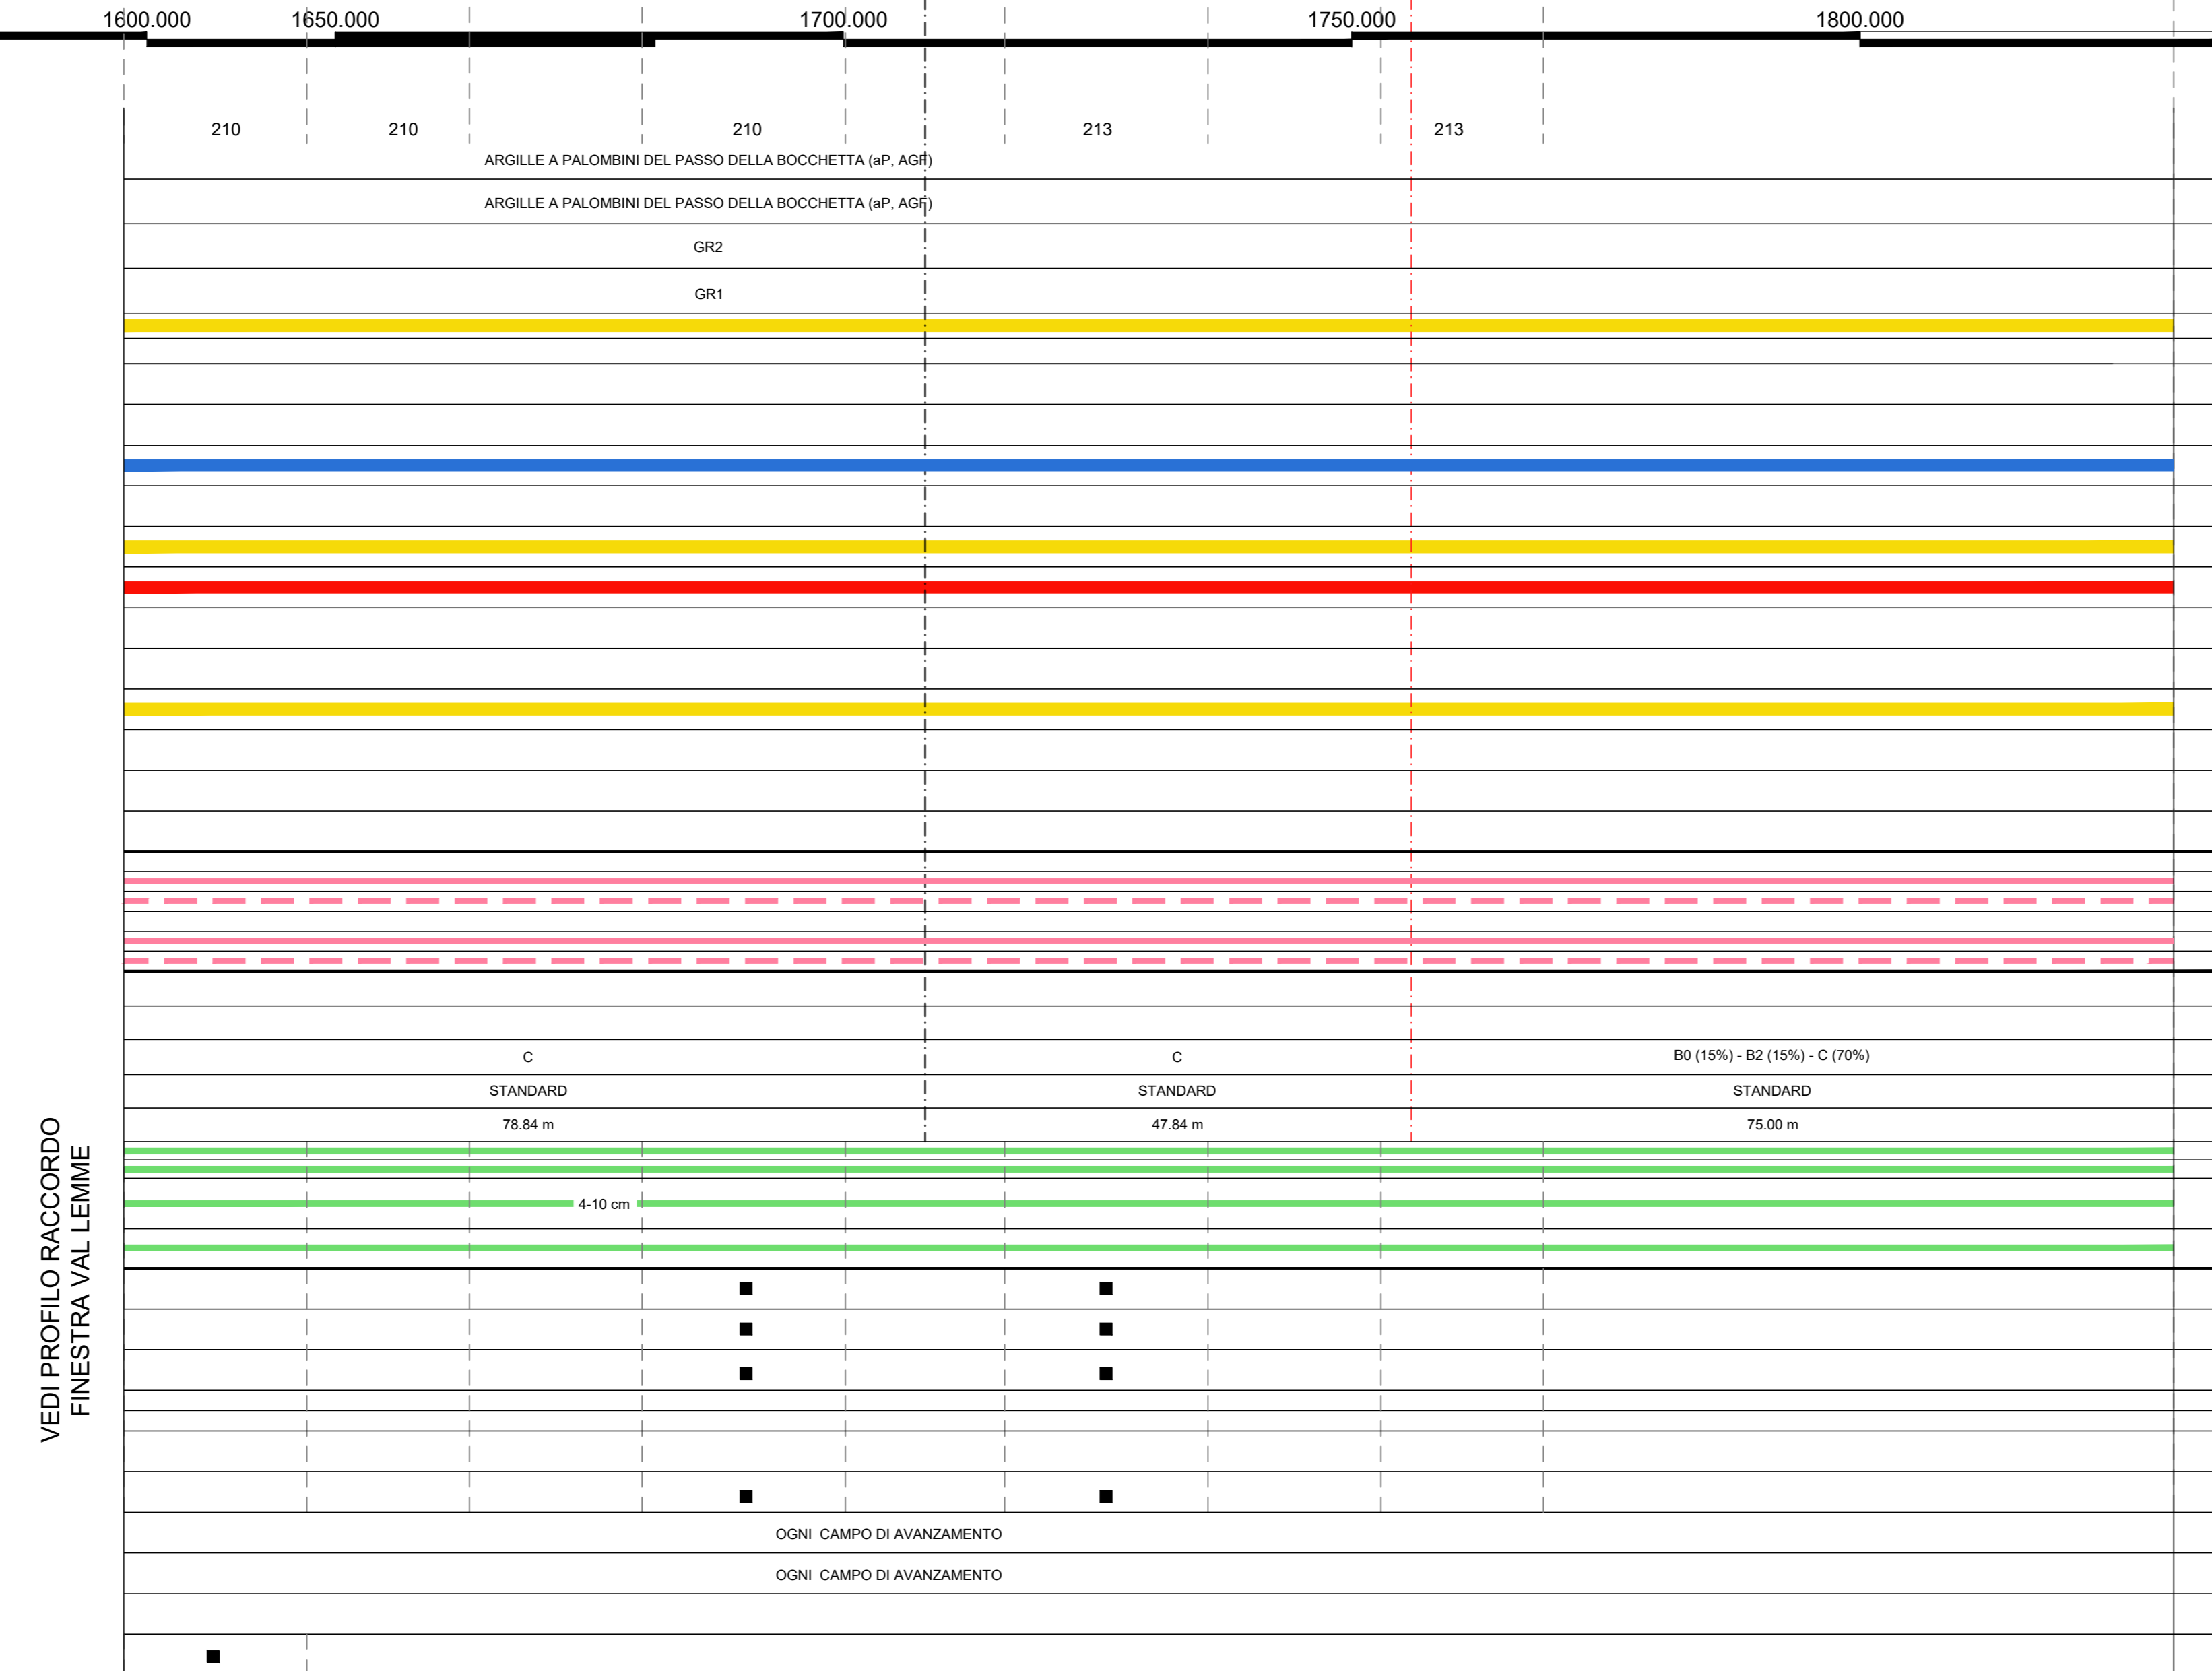 1600.000 1650.000 1700.000 1750.000 1800.000
210 210 210 213 213
ARGILLE A PALOMBINI DEL PASSO DELLA BOCCHETTA (aP, AGF)
ARGILLE A PALOMBINI DEL PASSO DELLA BOCCHETTA (aP, AGF)
GR2
GR1
C C B0 (15%) - B2 (15%) - C (70%)
STANDARD STANDARD STANDARD
78.84 m 47.84 m 75.00 m
4-10 cm
VEDI PROFILO RACCORDO
FINESTRA VAL LEMME
OGNI CAMPO DI AVANZAMENTO
OGNI CAMPO DI AVANZAMENTO